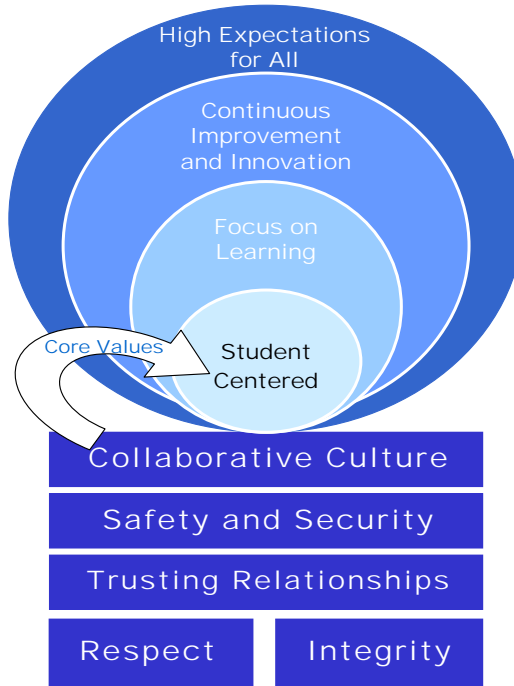 High Expectations
for All
Continuous
Improvement
and Innovation
Focus on
Learning
Core Values
Student
Centered
Collaborative Culture
Safety and Security
Trusting Relationships
Respect
Integrity